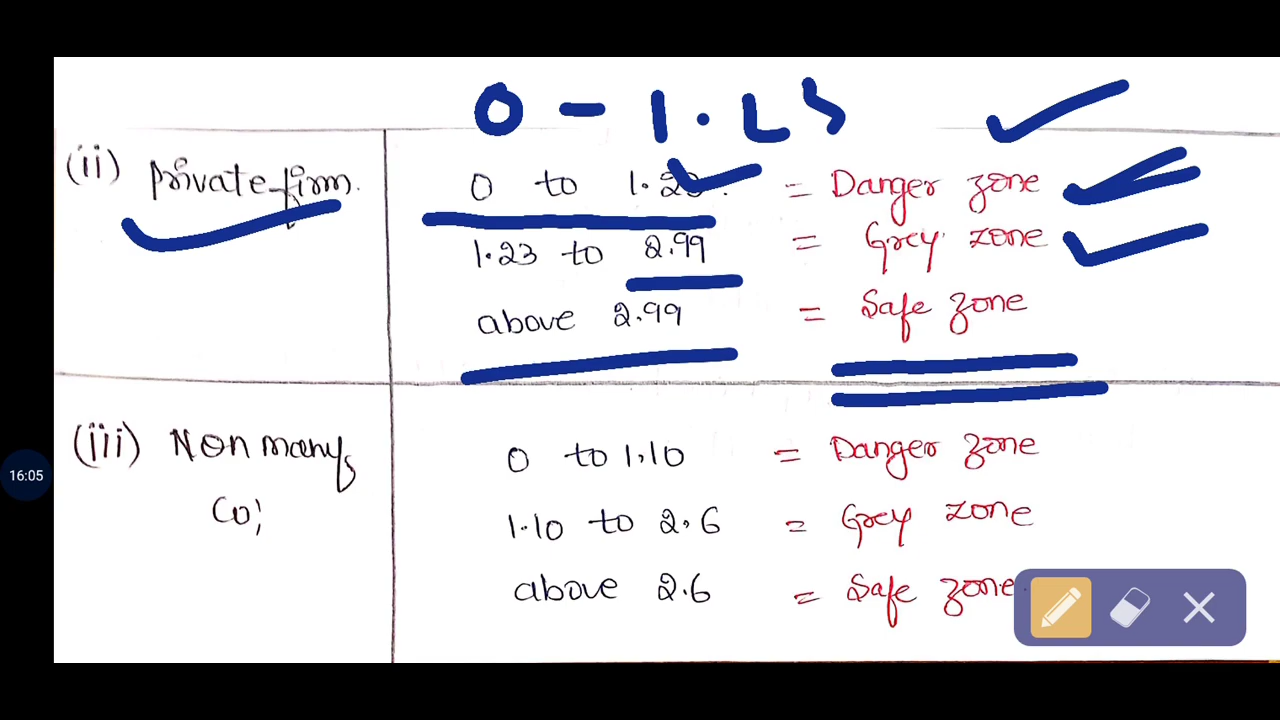 0 - 1.23
(ii) Private firm.
0 to 1.23. = Danger zone
1.23 to 2.99 = Grey zone
above 2.99 = Safe zone
(iii) Non manf
Co;
0 to 1.10 = Danger zone
1.10 to 2.6 = Grey zone
above 2.6 = Safe zone.
16:05